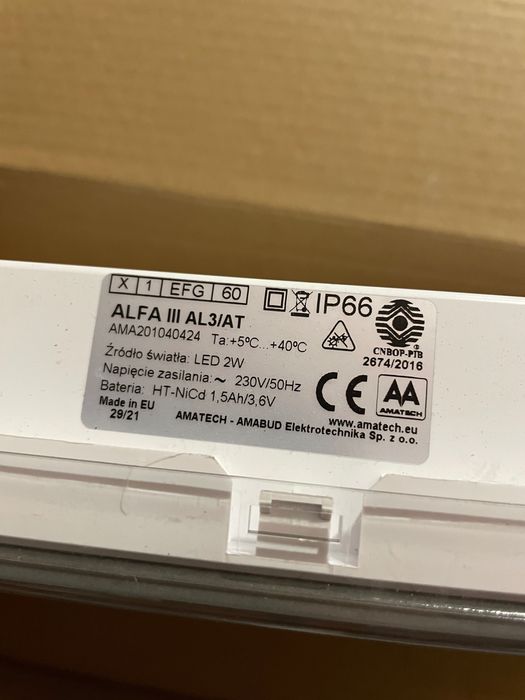 X 1 EFG 60 IP66
ALFA III AL3/AT
AMA201040424 Ta:+5ºC...+40ºC
CNBOP-PIB
2674/2016
Źródło światła: LED 2W
Napięcie zasilania: ~ 230V/50Hz
Bateria: HT-NiCd 1,5Ah/3,6V
CE AA
AMATECH
Made in EU
29/21
www.amatech.eu
AMATECH - AMABUD Elektrotechnika Sp. z o.o.